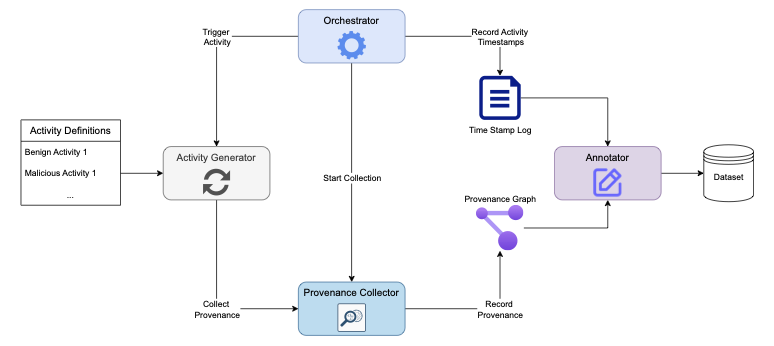 Orchestrator
Trigger
Activity
Record Activity
Timestamps
Time Stamp Log
Activity Definitions
Benign Activity 1
Malicious Activity 1
...
Activity Generator
Start Collection
Annotator
Dataset
Provenance Graph
Provenance Collector
Collect
Provenance
Record
Provenance